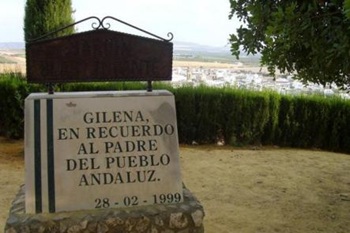 GILENA,
EN RECUERDO
AL PADRE
DEL PUEBLO
ANDALUZ.
28-02-1999